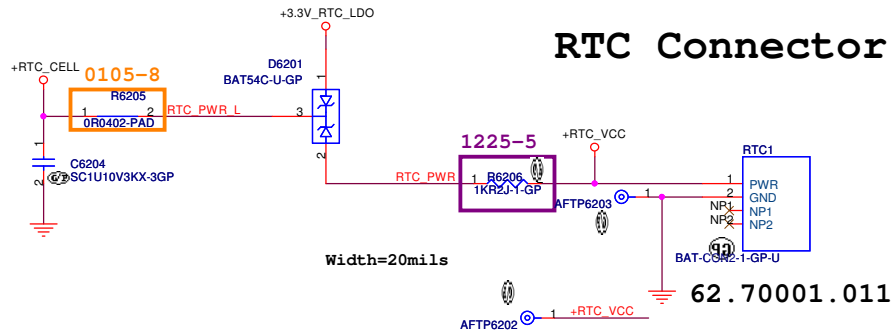 +3.3V_RTC_LDO
RTC Connector
D6201
BAT54C-U-GP
+RTC_CELL
0105-8
R6205
1
1 2
RTC_PWR_L
3
0R0402-PAD
1225-5
+RTC_VCC
1
2
RTC1
C6204
SC1U10V3KX-3GP
2
RTC_PWR
1
R6206
1KR2J-1-GP
1 PWR
2 GND
NP1 NP1
NP2 NP2
AFTP6203
1
GP
BAT-CON2-1-GP-U
Width=20mils
62.70001.011
AFTP6202
1
+RTC_VCC